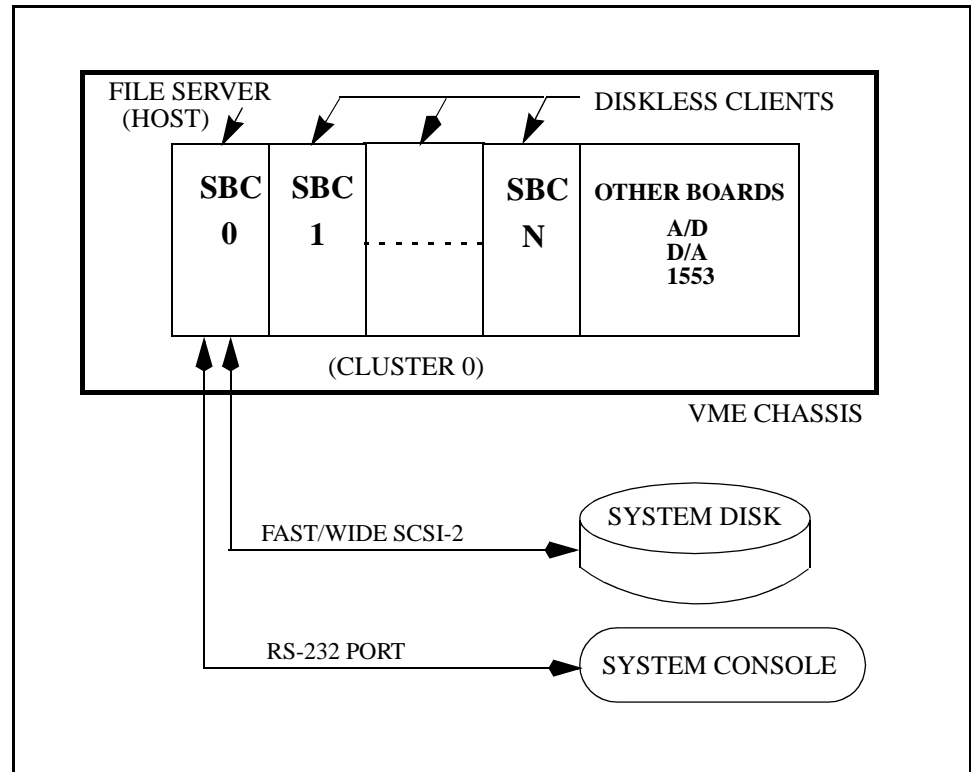 FILE SERVER
(HOST)
DISKLESS CLIENTS
SBC
0
SBC
1
SBC
N
OTHER BOARDS
A/D
D/A
1553
(CLUSTER 0)
VME CHASSIS
SYSTEM DISK
FAST/WIDE SCSI-2
RS-232 PORT
SYSTEM CONSOLE